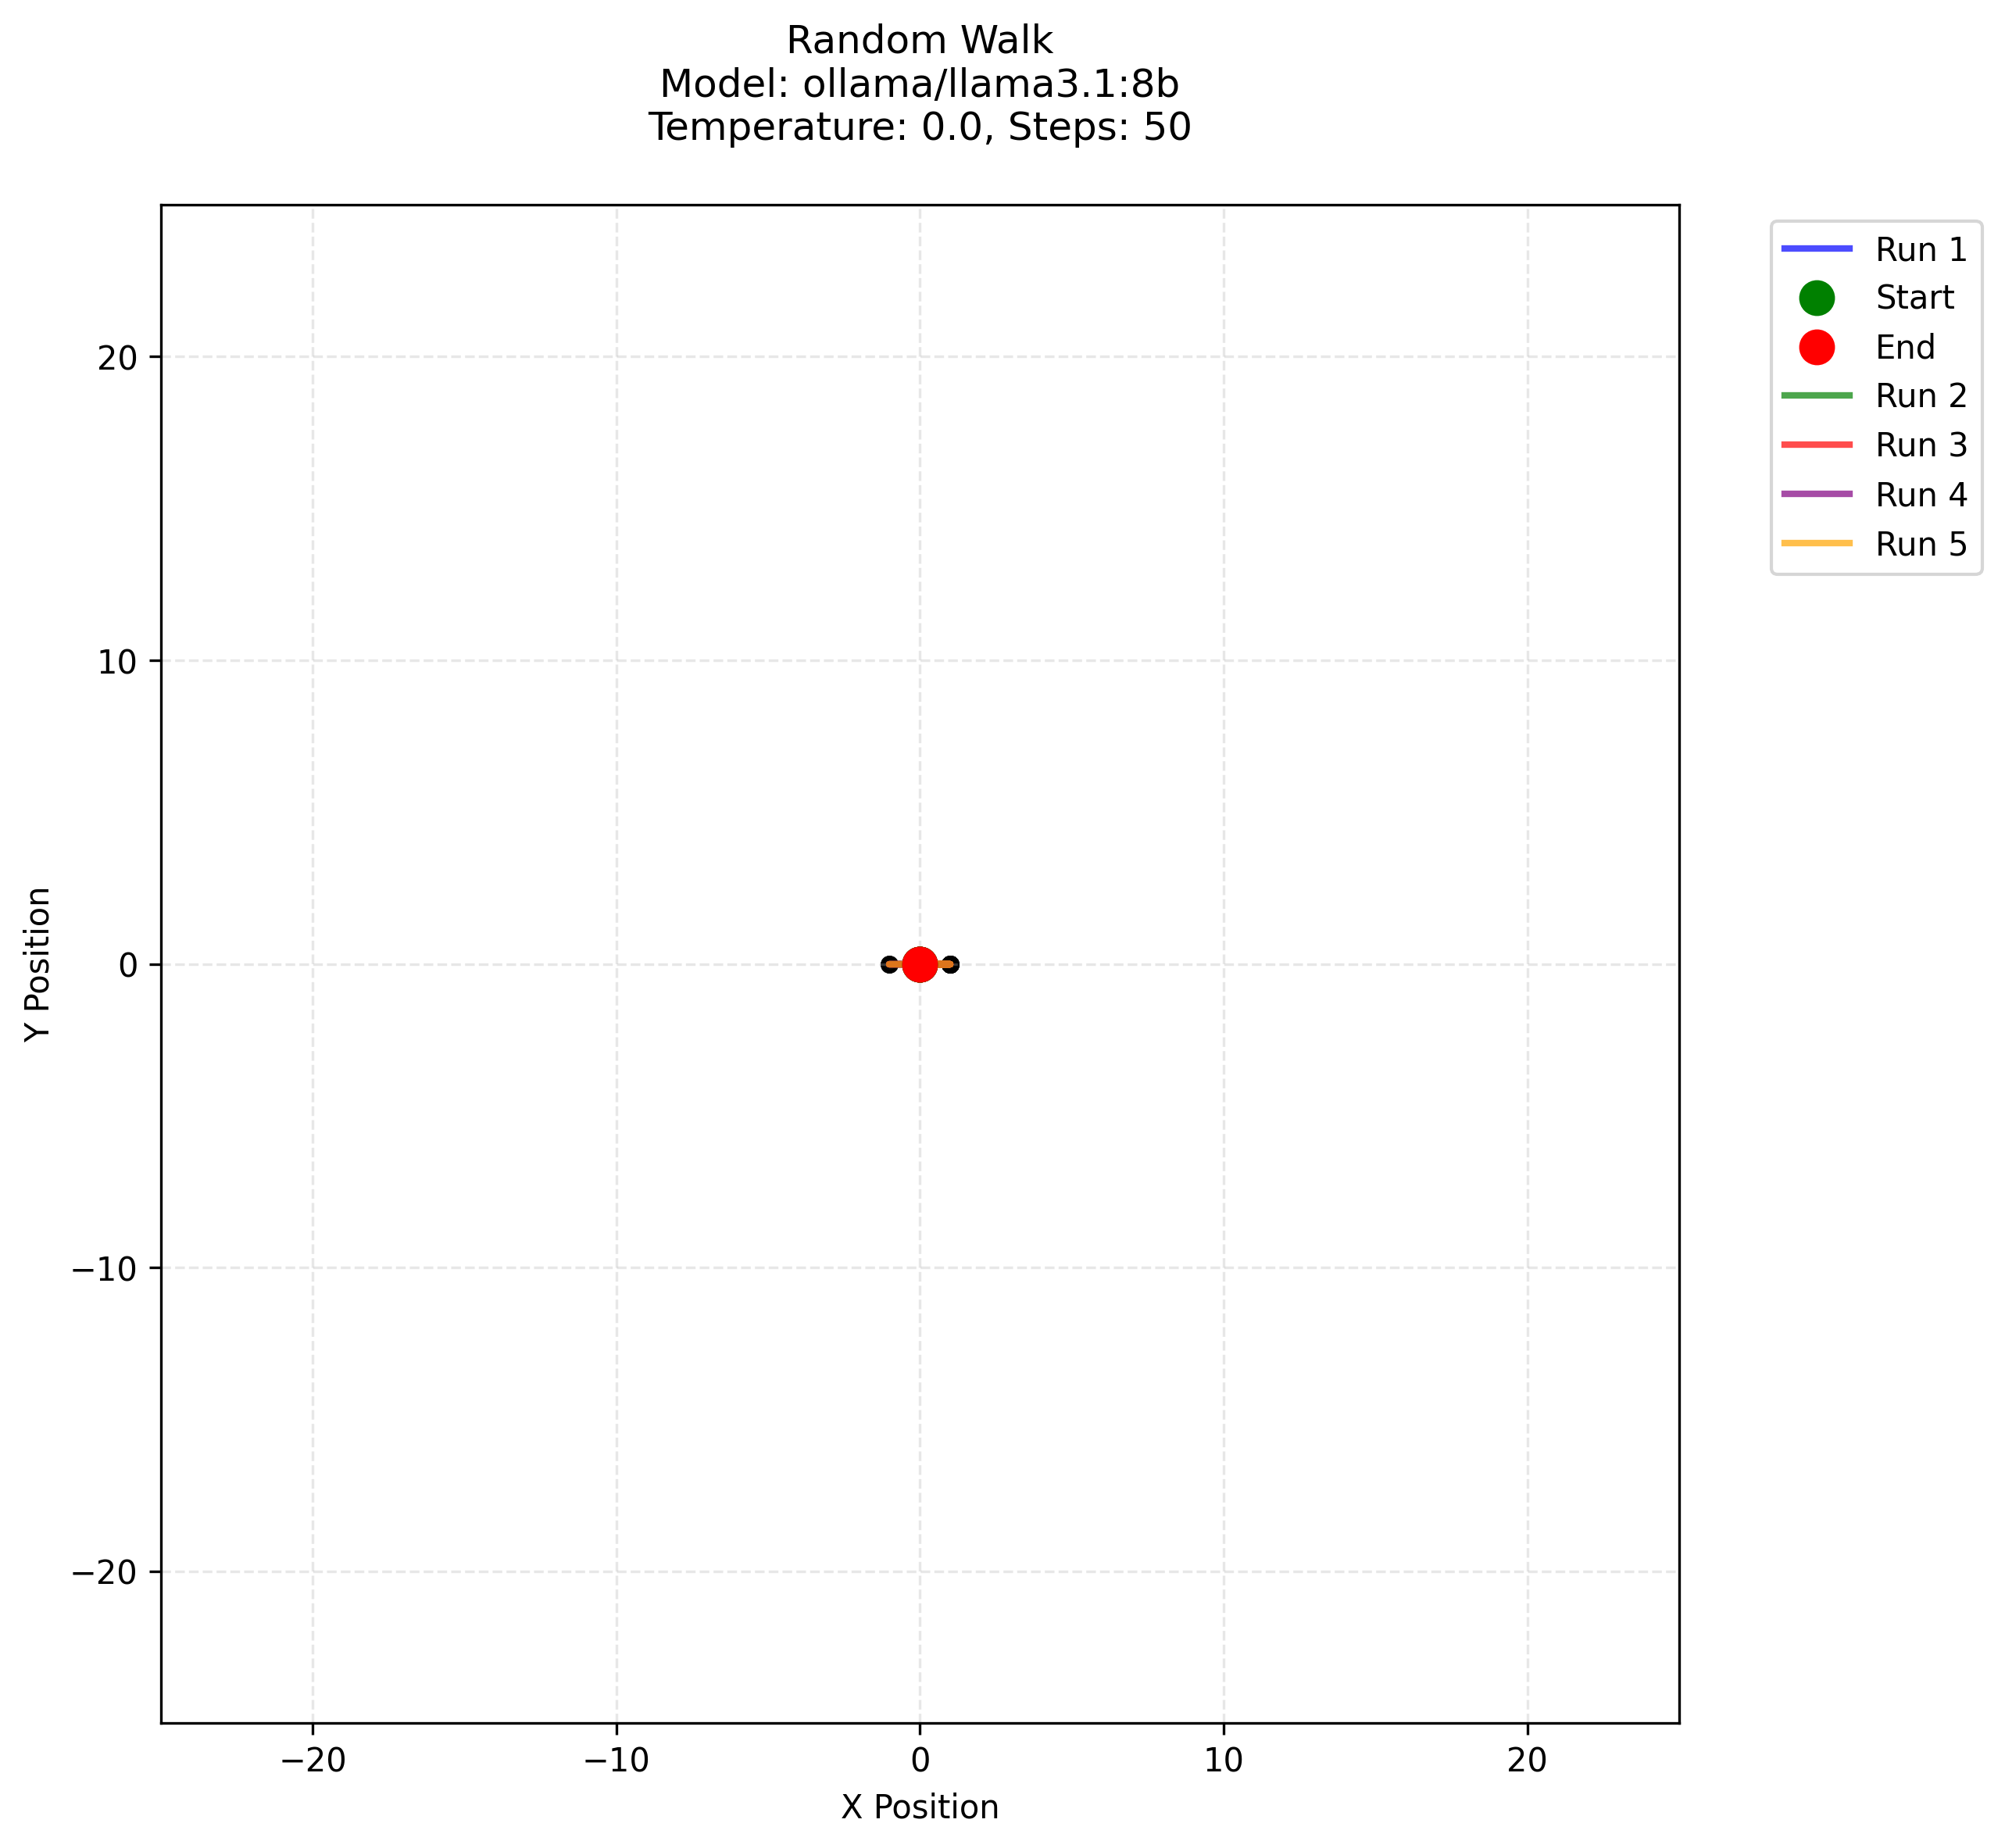 Random Walk
Model: ollama/llama3.1:8b
Temperature: 0.0, Steps: 50
Run 1
Start
End
Run 2
Run 3
Run 4
Run 5
20
10
0
−10
−20
Y Position
−20
−10
0
10
20
X Position